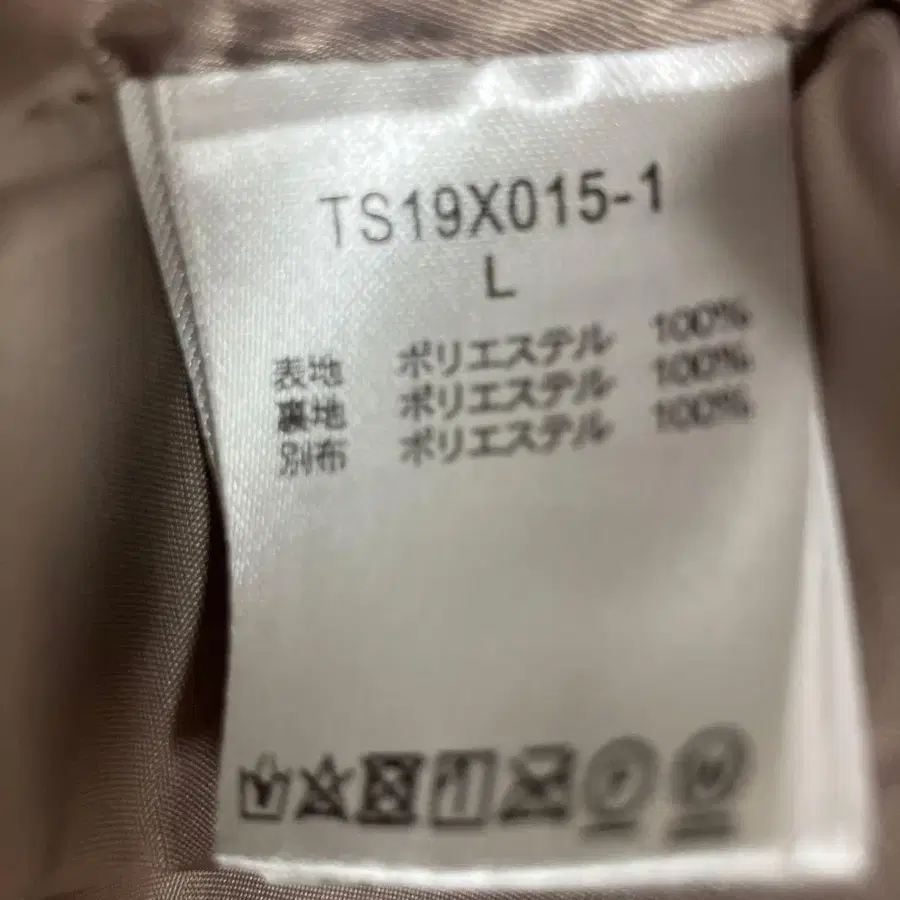 TS19X015-1
L
表地 ポリエステル 100%
裏地 ポリエステル 100%
別布 ポリエステル 100%